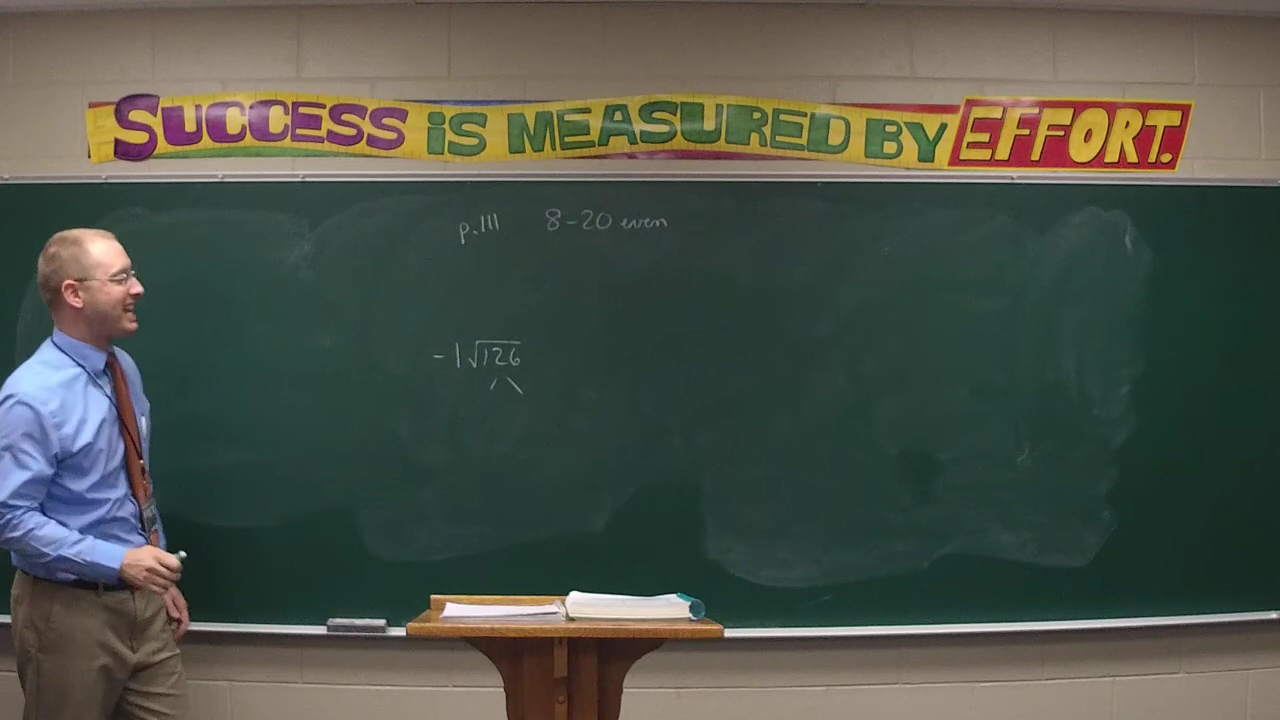 SUCCESS iS MEASURED BY EFFORT.
p.111 8-20 even
-1√126